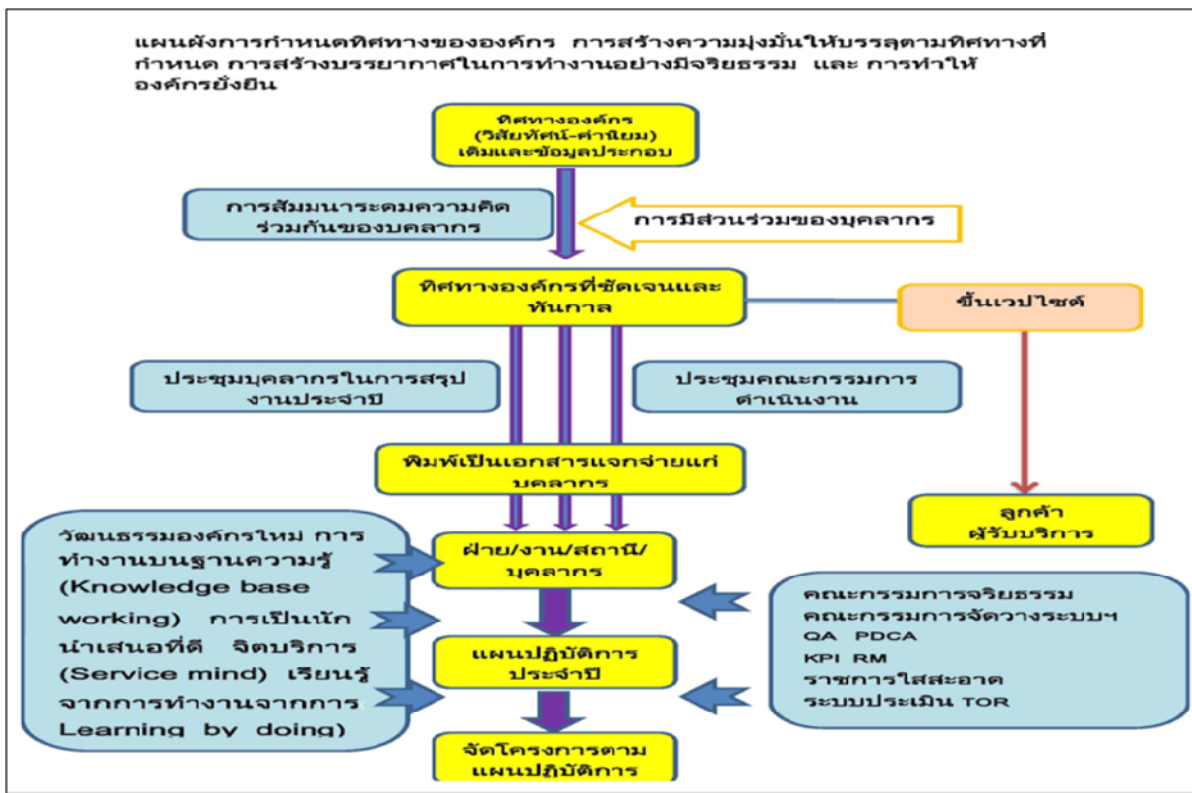 แผนผังการกำหนดทิศทางขององค์กร การสร้างความมุ่งมั่นให้บรรลุตามทิศทางที่
กำหนด การสร้างบรรยากาศในการทำงานอย่างมีจริยธรรม และ การทำให้
องค์กรยั่งยืน
ทิศทางองค์กร
(วิสัยทัศน์-ค่านิยม)
เดิมและข้อมูลประกอบ
การสัมมนาระดมความคิด
ร่วมกันของบคลากร
การมีส่วนร่วมของบุคลากร
ทิศทางองค์กรที่ชัดเจนและ
ทันกาล
ขึ้นเวปไซต์
ประชุมบุคลากรในการสรุป
งานประจำปี
ประชุมคณะกรรมการ
ดำเนินงาน
พิมพ์เป็นเอกสารแจกจ่ายแก่
บคลากร
ลูกค้า
ผู้รับบริการ
วัฒนธรรมองค์กรใหม่ การ
ทำงานบนฐานความรู้
(Knowledge base
working) การเป็นนัก
นำเสนอที่ดี จิตบริการ
(Service mind) เรียนรู้
จากการทำงานจากการ
Learning by doing)
ฝ่าย/งาน/สถานี/
บุคลากร
แผนปฏิบัติการ
ประจำปี
จัดโครงการตาม
แผนปฏิบัติการ
คณะกรรมการจริยธรรม
คณะกรรมการจัดวางระบบฯ
QA PDCA
KPI RM
ราชการใสสะอาด
ระบบประเมิน TOR